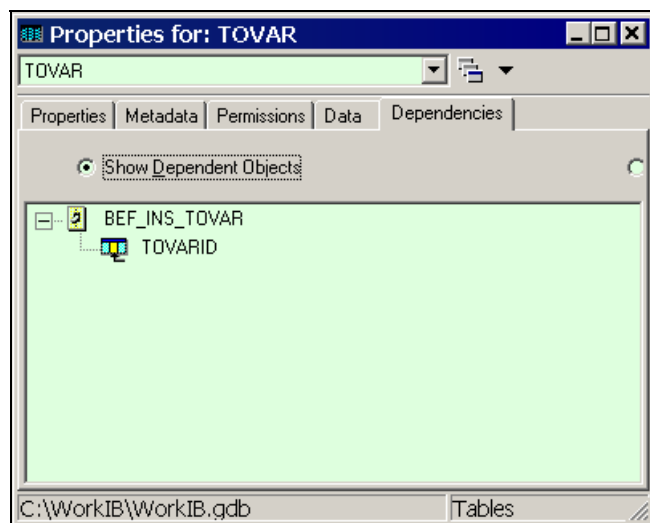 Properties for: TOVAR
TOVAR
Properties Metadata Permissions Data Dependencies
Show Dependent Objects
BEF_INS_TOVAR
TOVARID
C:\WorkIB\WorkIB.gdb Tables